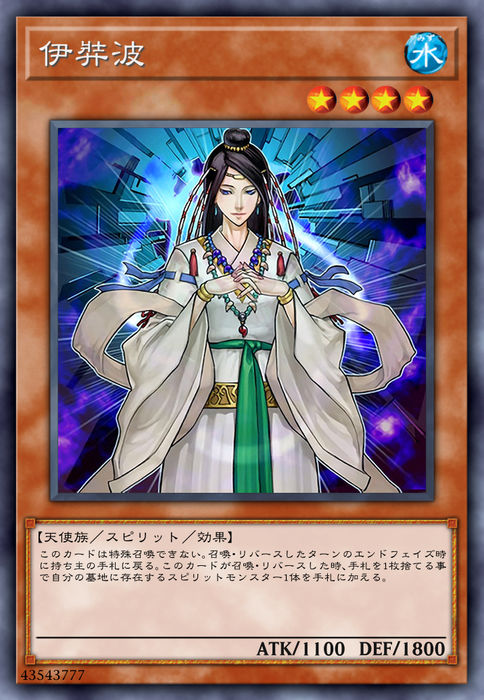 伊弉波
みず
水
【天使族／スピリット／効果】
このカードは特殊召喚できない。召喚・リバースしたターンのエンドフェイズ時
に持ち主の手札に戻る。このカードが召喚・リバースした時、手札を1枚捨てる事
で自分の墓地に存在するスピリットモンスター1体を手札に加える。
ATK/1100 DEF/1800
43543777